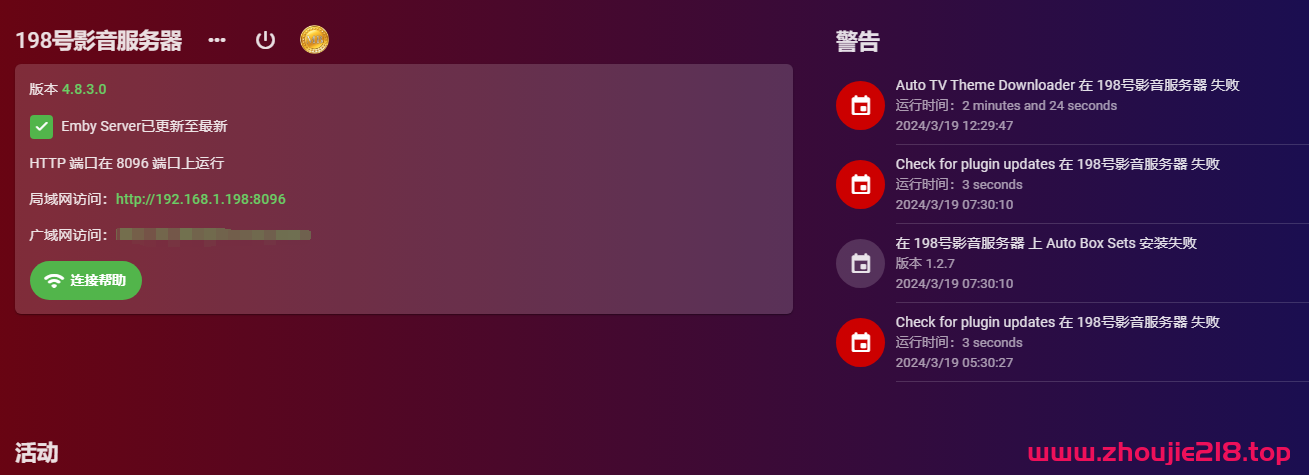 198号影音服务器
版本 4.8.3.0
Emby Server已更新至最新
HTTP 端口在 8096 端口上运行
局域网访问：http://192.168.1.198:8096
广域网访问：
连接帮助
警告
Auto TV Theme Downloader 在 198号影音服务器 失败
运行时间：2 minutes and 24 seconds
2024/3/19 12:29:47
Check for plugin updates 在 198号影音服务器 失败
运行时间：3 seconds
2024/3/19 07:30:10
在 198号影音服务器 上 Auto Box Sets 安装失败
版本 1.2.7
2024/3/19 07:30:10
Check for plugin updates 在 198号影音服务器 失败
运行时间：3 seconds
2024/3/19 05:30:27
活动
www.zhoujie218.top